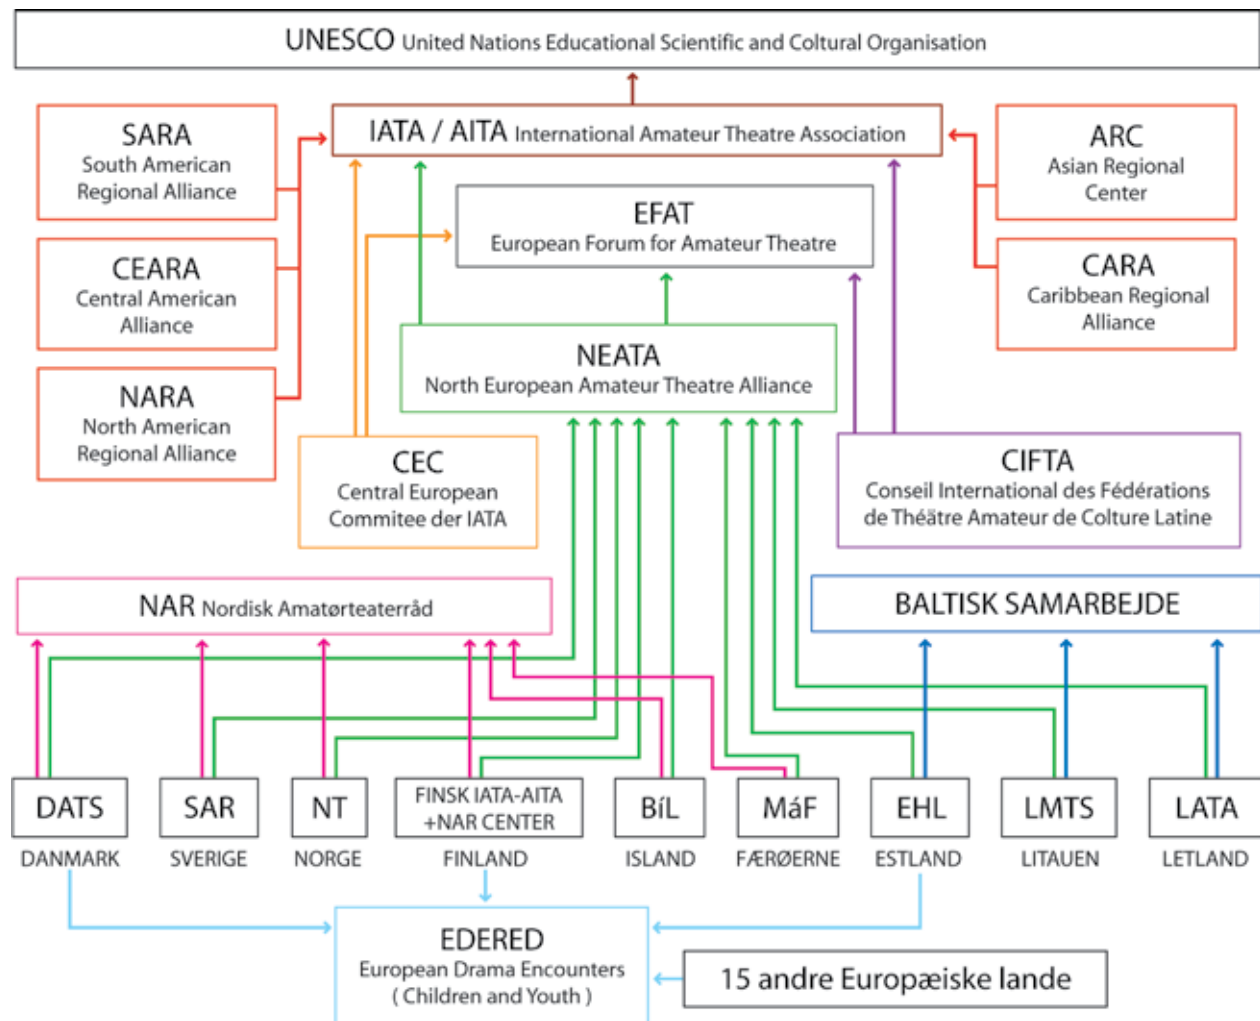 UNESCO United Nations Educational Scientific and Coltural Organisation
SARA
South American
Regional Alliance
IATA / AITA International Amateur Theatre Association
ARC
Asian Regional
Center
EFAT
European Forum for Amateur Theatre
CEARA
Central American
Alliance
CARA
Caribbean Regional
Alliance
NEATA
North European Amateur Theatre Alliance
NARA
North American
Regional Alliance
CEC
Central European
Commitee der IATA
CIFTA
Conseil International des Fédérations
de Théätre Amateur de Colture Latine
NAR Nordisk Amatørteaterråd
BALTISK SAMARBEJDE
DATS
SAR
NT
FINSK IATA-AITA
+NAR CENTER
BíL
MáF
EHL
LMTS
LATA
DANMARK
SVERIGE
NORGE
FINLAND
ISLAND
FÆRØERNE
ESTLAND
LITAUEN
LETLAND
EDERED
European Drama Encounters
( Children and Youth )
15 andre Europæiske lande